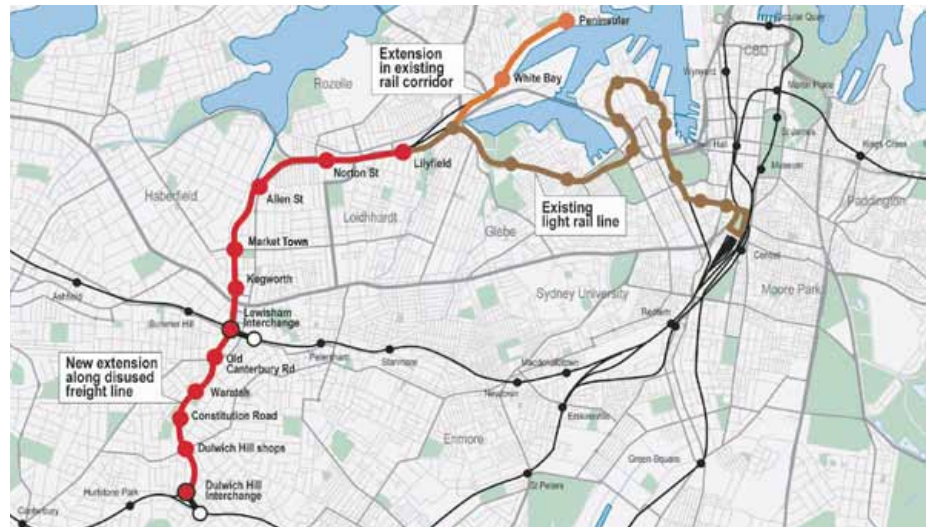 Circular Quay
Peninsular
CBD
Extension
in existing
rail corridor
Rozelle
White Bay
Wynyard
Martin Place
St James
Kings Cross
Norton St
Lilyfield
Museum
Haberfield
Allen St
Leichhardt
Existing
light rail line
Paddington
Glebe
Market Town
Central
Kegworth
Ashfield
Sydney University
Moore Park
Lewisham
Interchange
Summer Hill
Redfern
New extension
along disused
freight line
Old
Canterbury Rd
Petersham
Stanmore
Macdonaldtown
Newtown
Waratah
Constitution Road
Erskineville
Enmore
Dulwich Hill shops
Green Square
Dulwich Hill
Interchange
Hurlstone Park
St Peters
Canterbury